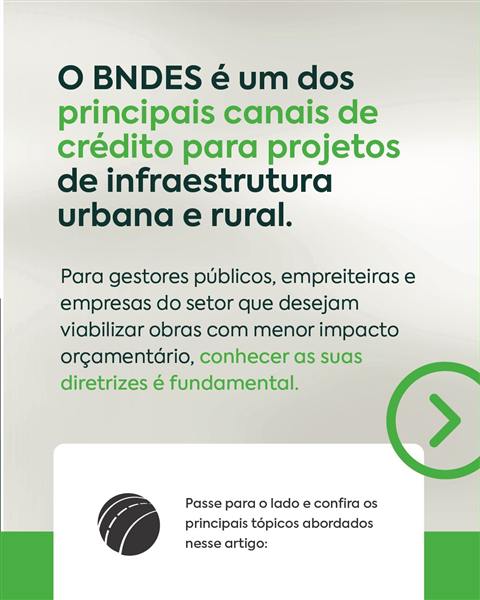 O BNDES é um dos
principais canais de
crédito para projetos
de infraestrutura
urbana e rural.
Para gestores públicos, empreiteiras e
empresas do setor que desejam
viabilizar obras com menor impacto
orçamentário, conhecer as suas
diretrizes é fundamental.
Passe para o lado e confira os
principais tópicos abordados
nesse artigo: